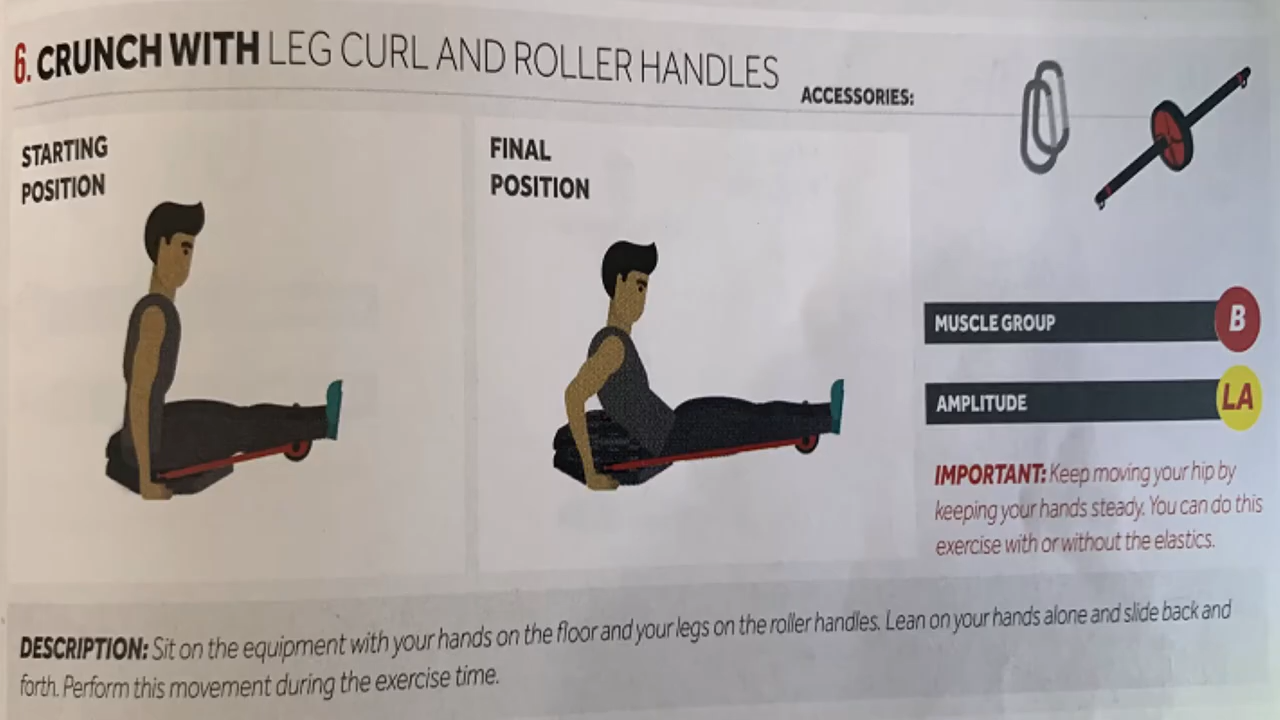 6. CRUNCH WITH LEG CURL AND ROLLER HANDLES
ACCESSORIES:
STARTING
POSITION
FINAL
POSITION
MUSCLE GROUP B
AMPLITUDE LA
IMPORTANT: Keep moving your hip by
keeping your hands steady. You can do this
exercise with or without the elastics.
DESCRIPTION: Sit on the equipment with your hands on the floor and your legs on the roller handles. Lean on your hands alone and slide back and
forth. Perform this movement during the exercise time.